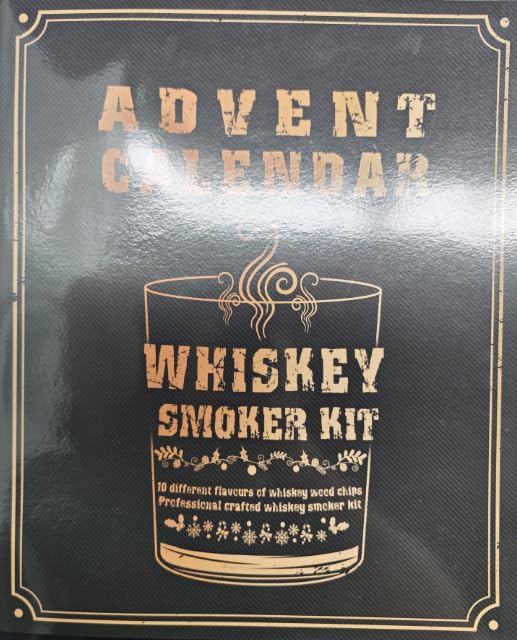 ADVENT
CALENDAR
WHISKEY
SMOKER KIT
10 different flavours of whiskey wood chips
Professional crafted whiskey smoker kit